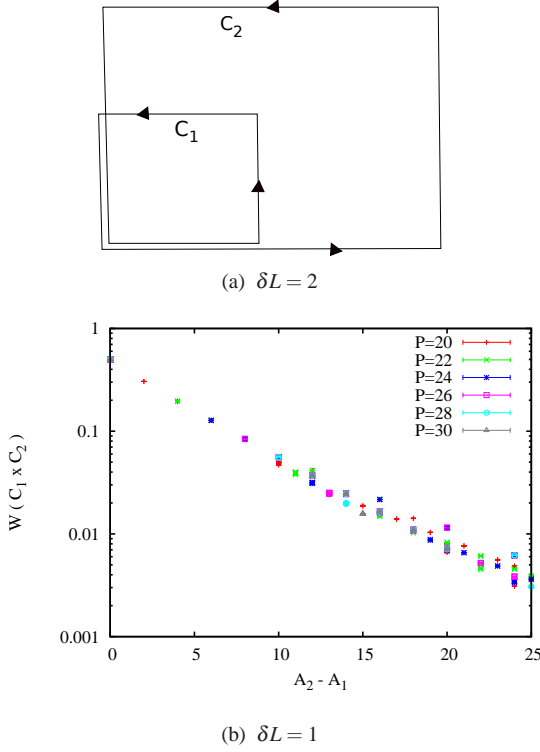 C2
C1
(a) δL = 2
1
0.1
0.01
0.001
W ( C1 x C2 )
P=20
P=22
P=24
P=26
P=28
P=30
0 5 10 15 20 25
A2 - A1
(b) δL = 1